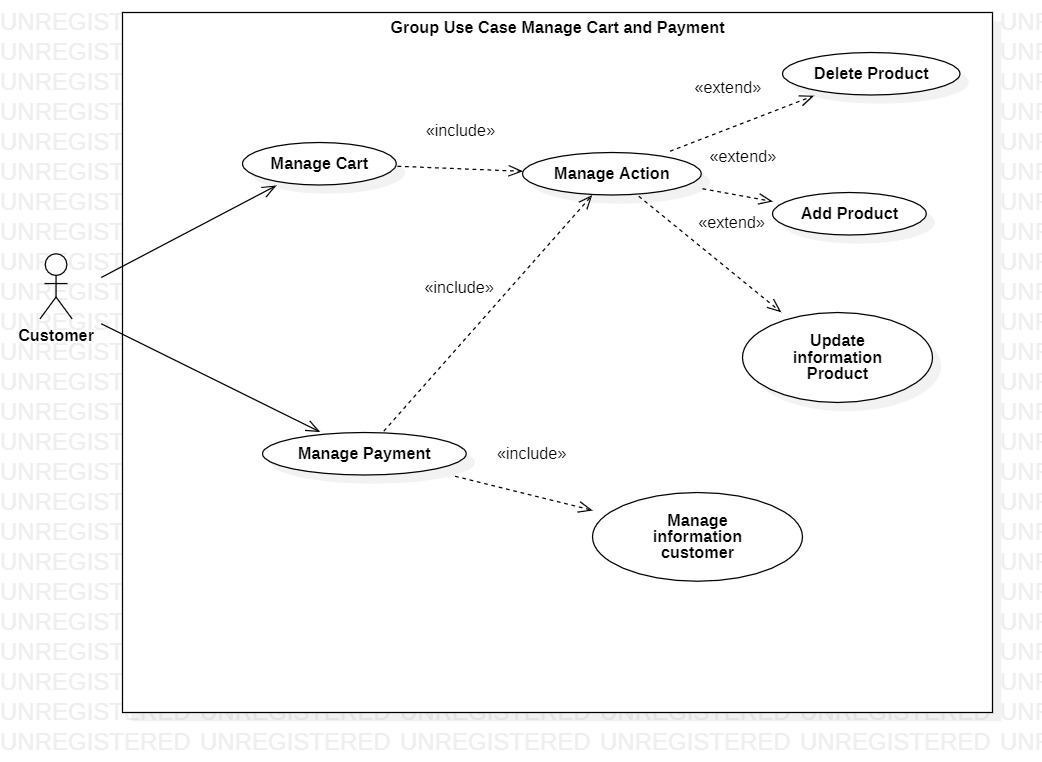 Group Use Case Manage Cart and Payment
Delete Product
«extend»
«include»
Manage Cart
«extend»
Manage Action
Add Product
«extend»
«include»
Customer
Update
information
Product
Manage Payment
«include»
Manage
information
customer
UNREGISTERED UNREGISTERED UNREGISTERED UNREGISTERED UNREGISTERED